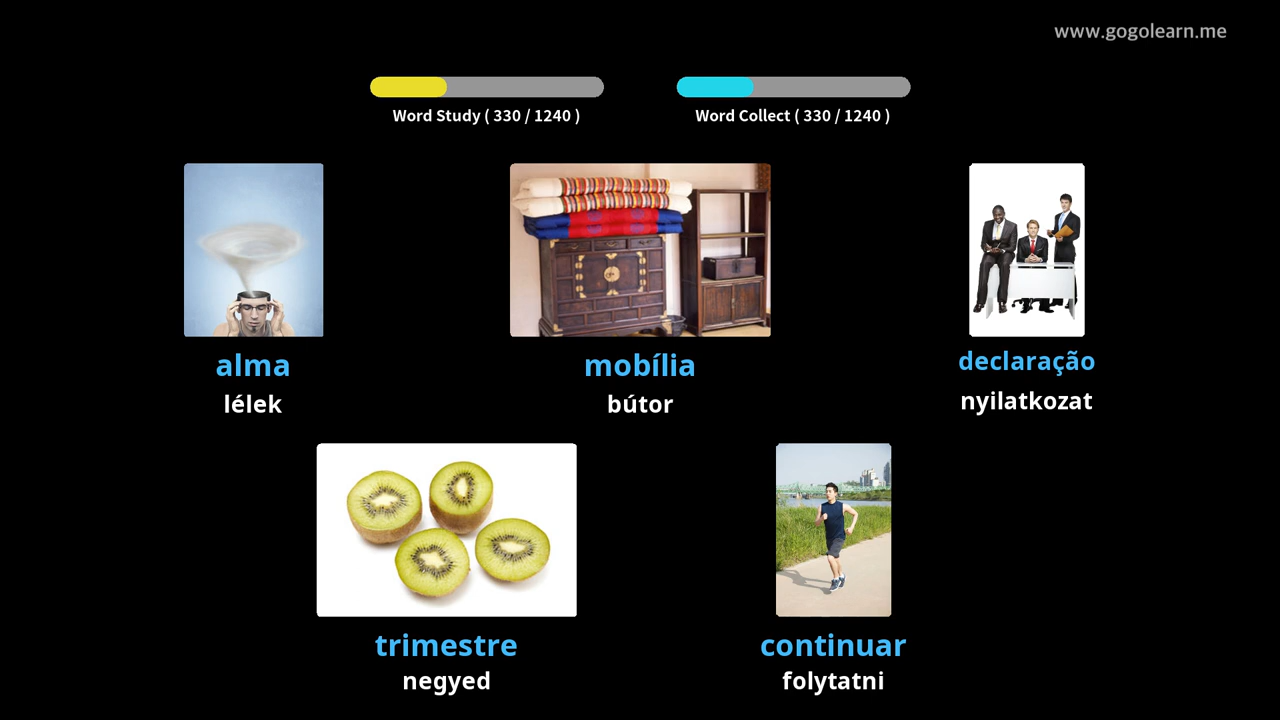 www.gogolearn.me
Word Study ( 330 / 1240 )
Word Collect ( 330 / 1240 )
alma
lélek
mobília
bútor
declaração
nyilatkozat
trimestre
negyed
continuar
folytatni